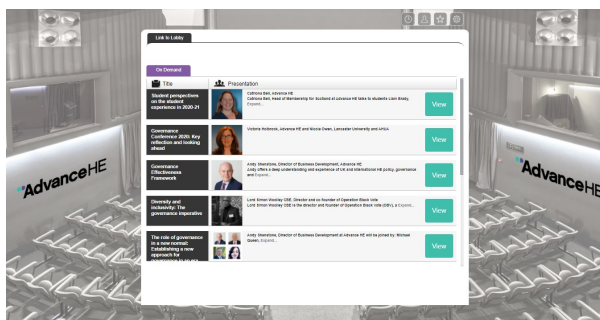 Link to Lobby
On Demand
Title
Presentation
Student perspectives
on the student
experience in 2020-21
Catriona Bell, Advance HE
Catriona Bell, Head of Membership for Scotland at Advance HE talks to students Liam Brady,
Expand...
View
Governance
Conference 2020: Key
reflection and looking
ahead
Victoria Holbrook, Advance HE and Nicola Owen, Lancaster University and AHUA
View
Governance
Effectiveness
Framework
Andy Shenstone, Director of Business Development, Advance HE
Andy offers a deep understanding and experience of UK and international HE policy, governance
and Expand...
View
Diversity and
inclusivity: The
governance imperative
Lord Simon Woolley CBE, Director and co founder of Operation Black Vote
Lord Simon Woolley CBE is the director and founder of Operation Black Vote (OBV), a Expand...
View
The role of governance
in a new normal:
Establishing a new
approach for
Andy Shenstone, Director of Business Development at Advance HE will be joined by: Michael
Queen, Expand...
View
AdvanceHE
AdvanceHE